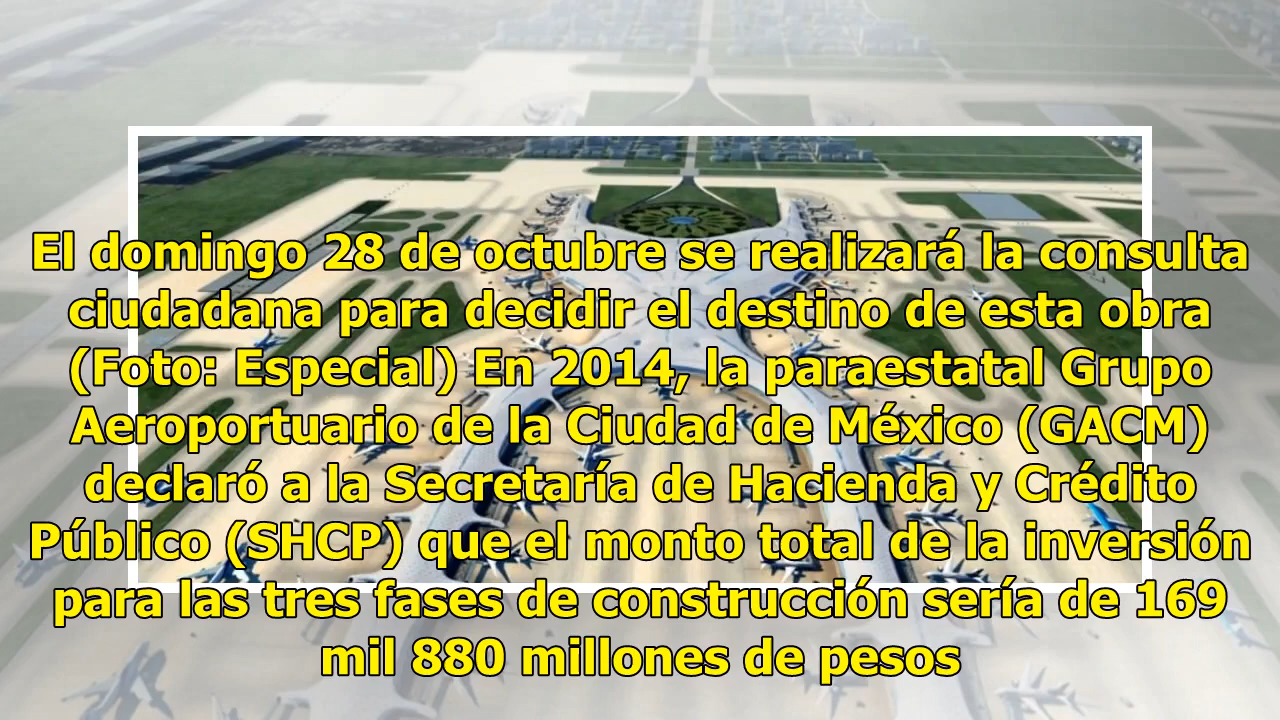 El domingo 28 de octubre se realizará la consulta
ciudadana para decidir el destino de esta obra
(Foto: Especial) En 2014, la paraestatal Grupo
Aeroportuario de la Ciudad de México (GACM)
declaró a la Secretaría de Hacienda y Crédito
Público (SHCP) que el monto total de la inversión
para las tres fases de construcción sería de 169
mil 880 millones de pesos